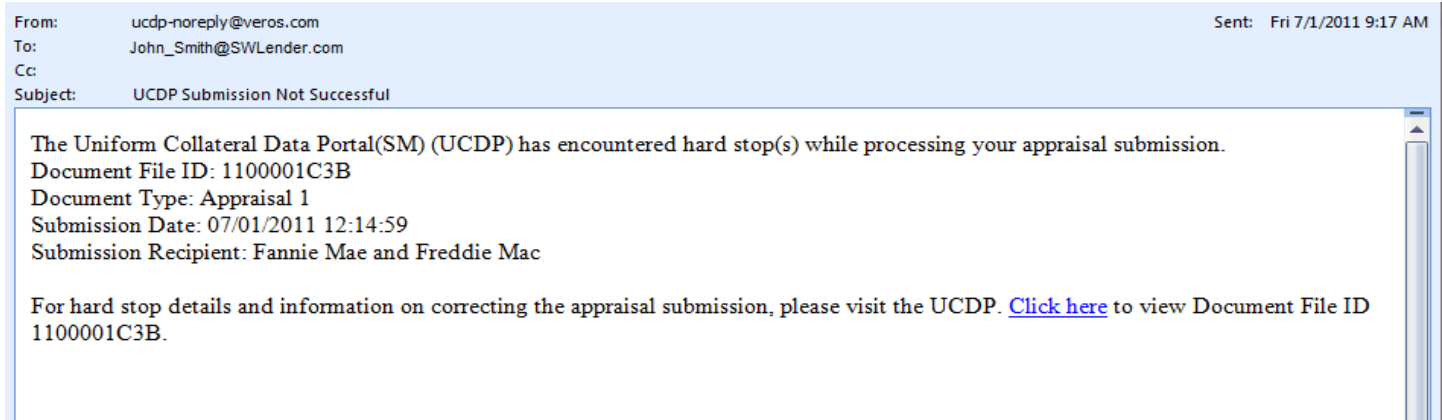 From: ucdp-noreply@veros.com Sent: Fri 7/1/2011 9:17 AM
To: John_Smith@SWLender.com
Cc:
Subject: UCDP Submission Not Successful
The Uniform Collateral Data Portal(SM) (UCDP) has encountered hard stop(s) while processing your appraisal submission.
Document File ID: 1100001C3B
Document Type: Appraisal 1
Submission Date: 07/01/2011 12:14:59
Submission Recipient: Fannie Mae and Freddie Mac
For hard stop details and information on correcting the appraisal submission, please visit the UCDP. Click here to view Document File ID
1100001C3B.